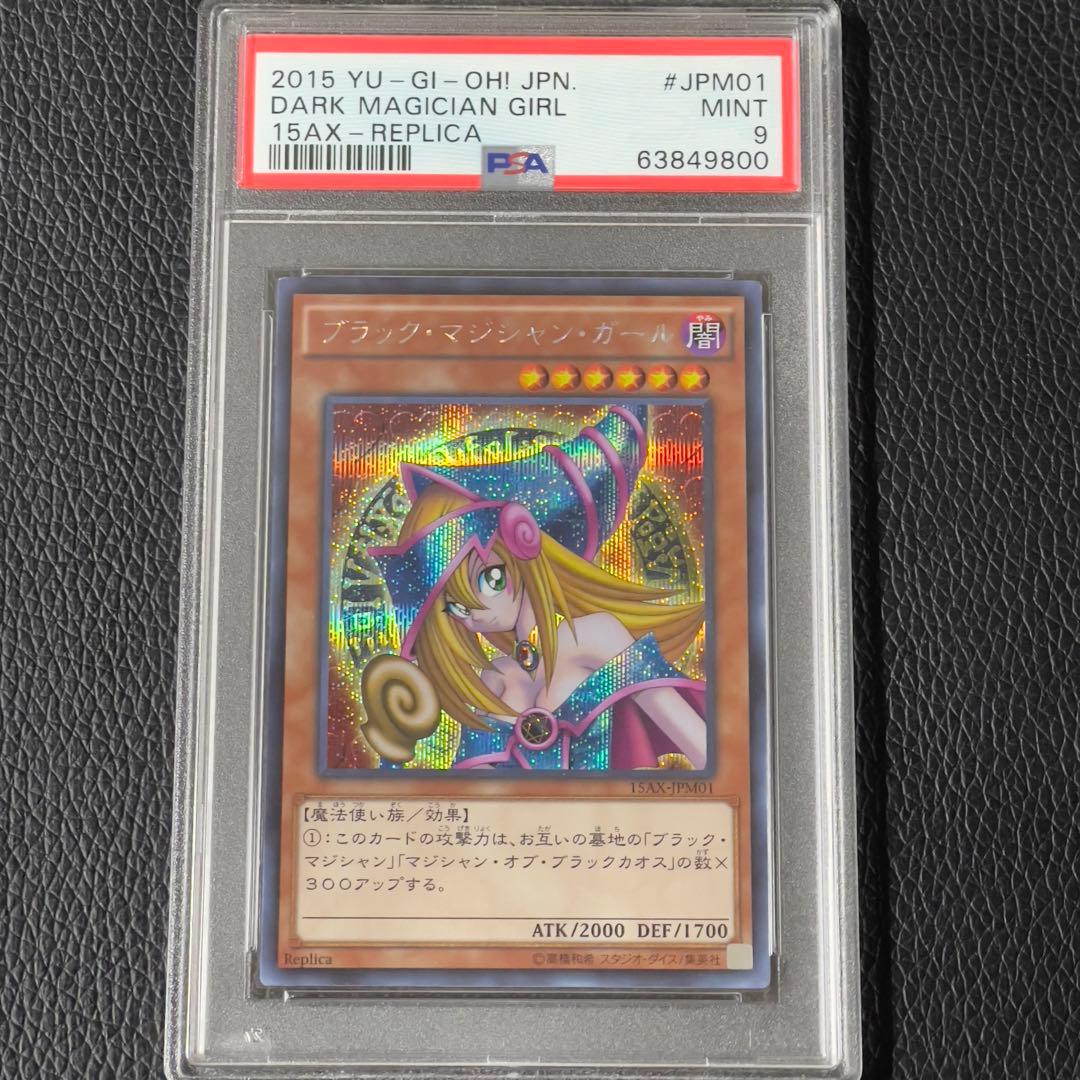 2015 YU-GI-OH! JPN. #JPM01
DARK MAGICIAN GIRL MINT
15AX-REPLICA 9
PSA 63849800
ブラック・マジシャン・ガール
やみ
闇
15AX-JPM01
【魔法使い族／効果】
①：このカードの攻撃力は、お互いの墓地の「ブラック・
マジシャン」「マジシャン・オブ・ブラックカオス」の数×
300アップする。
ATK/2000 DEF/1700
Replica ©高橋和希 スタジオ・ダイス/集英社